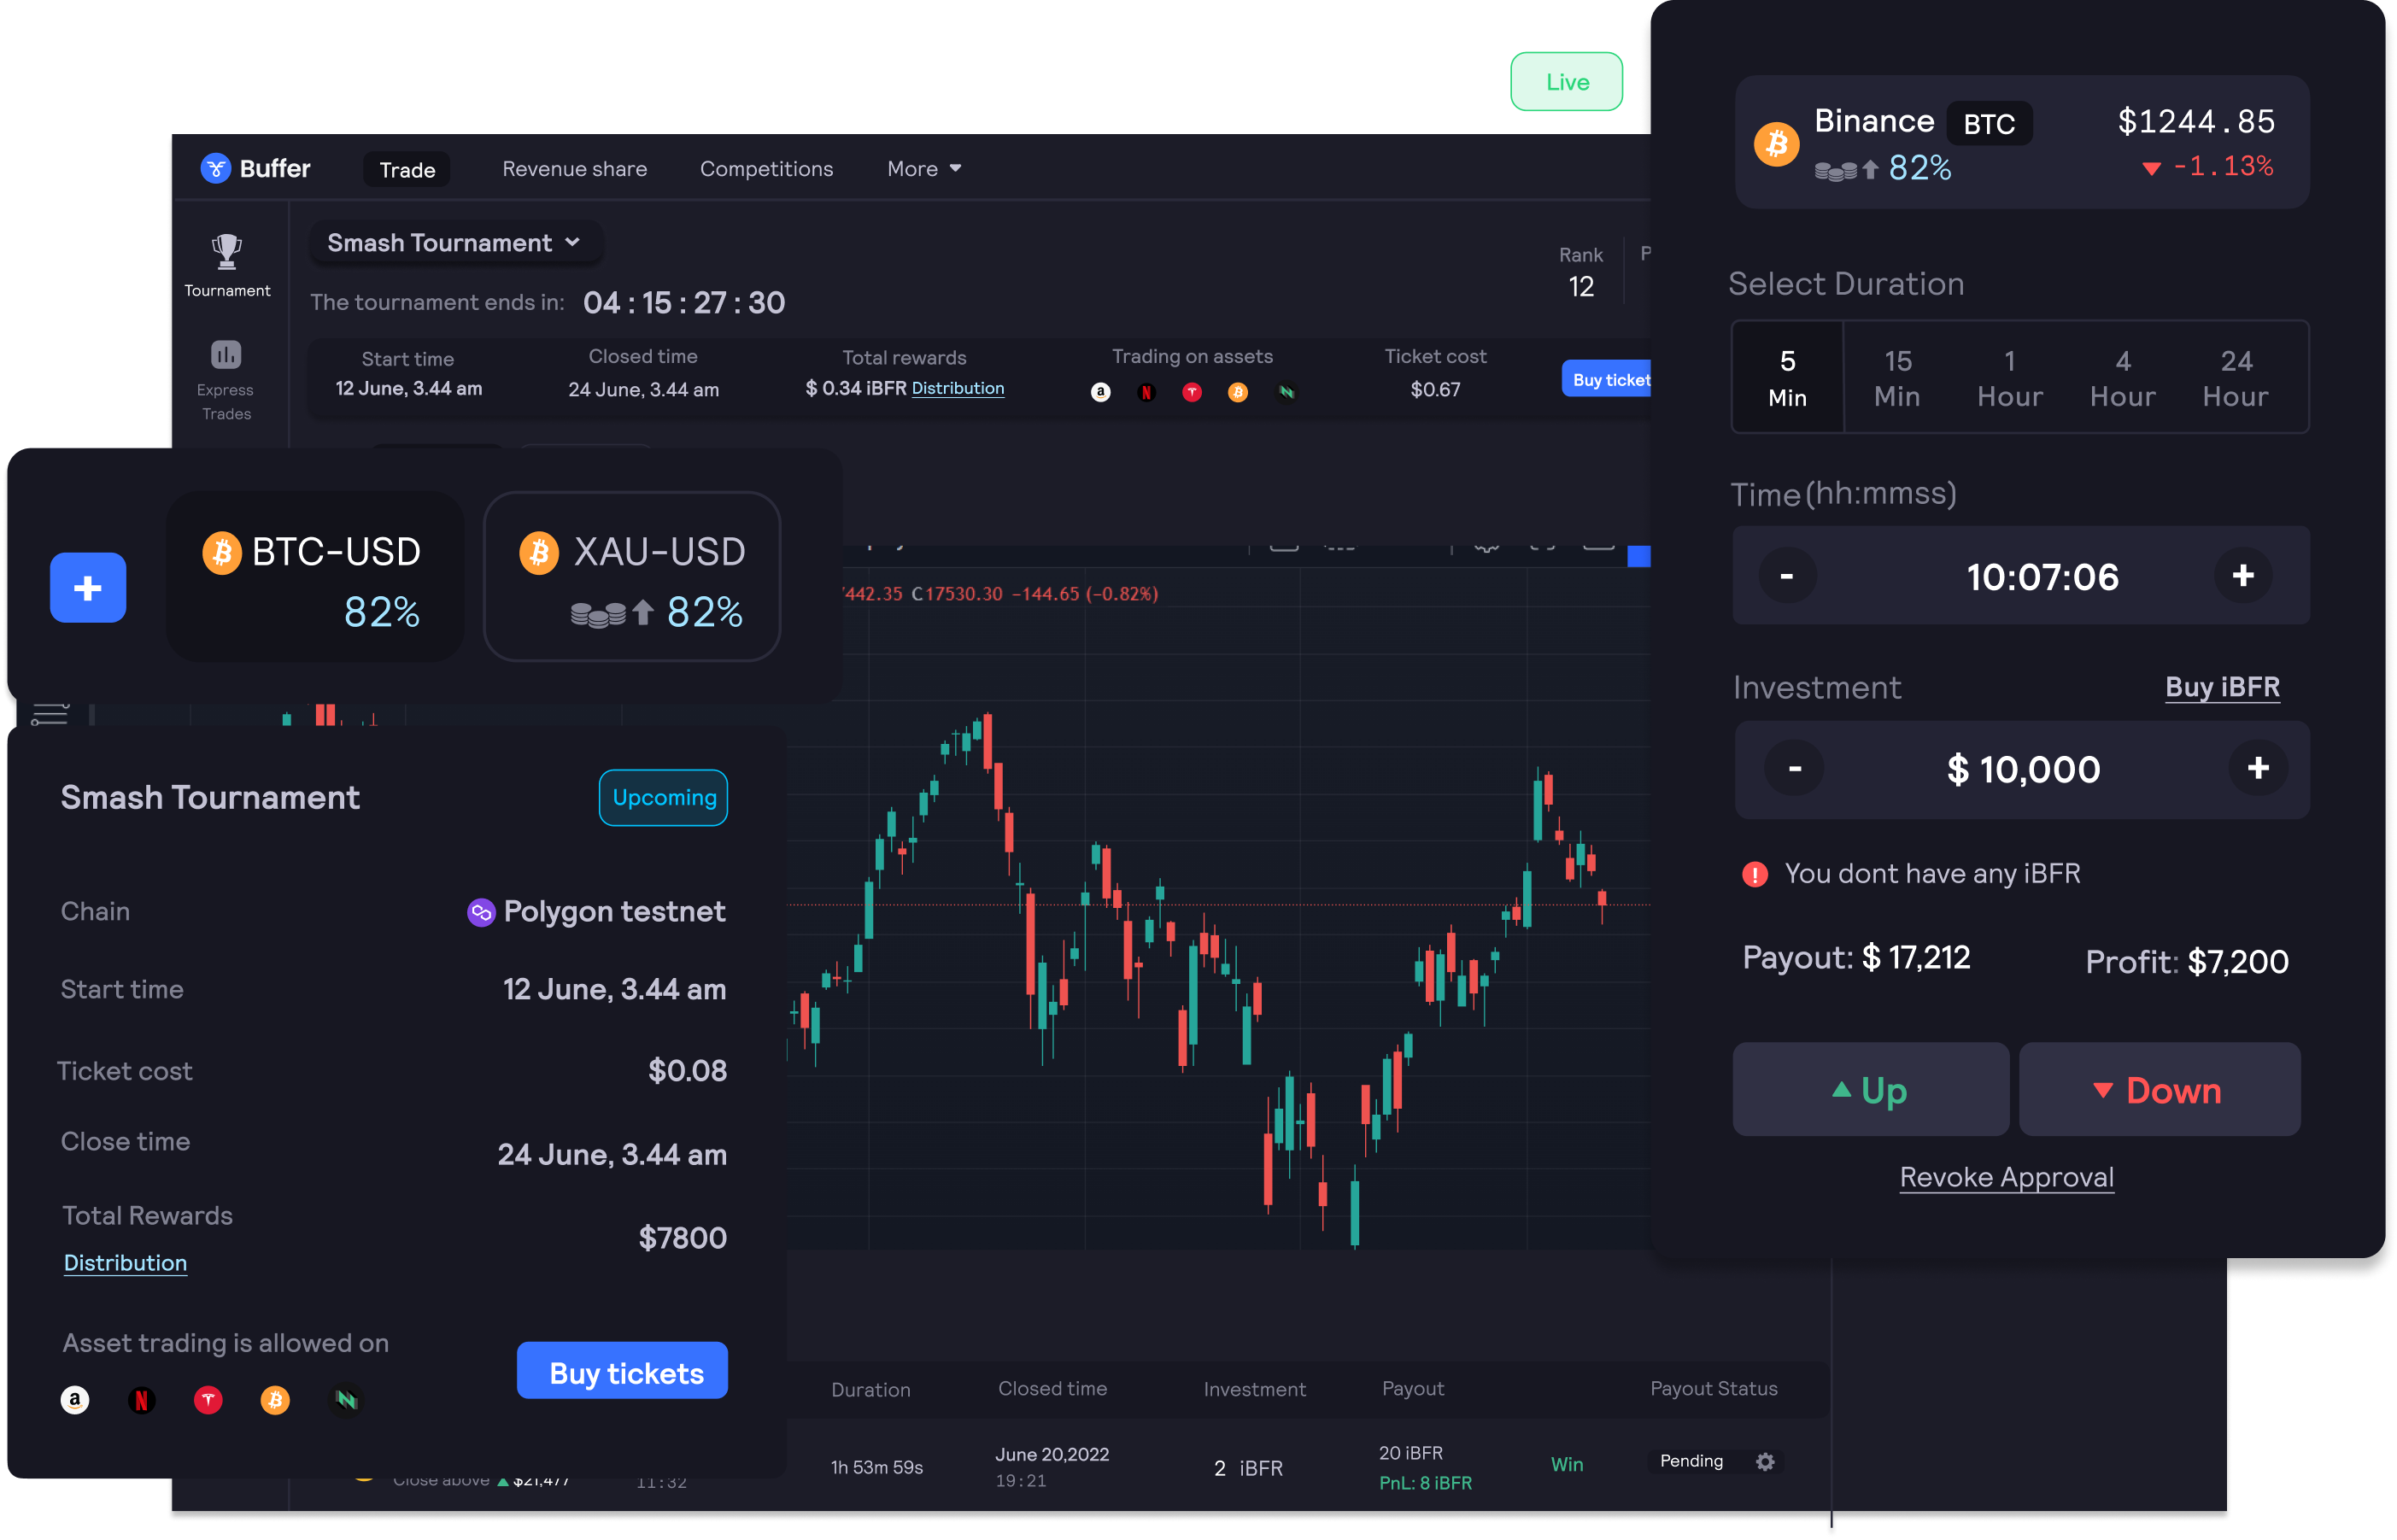 Live
Buffer
Trade
Revenue share
Competitions
More
Tournament
Express
Trades
Smash Tournament
The tournament ends in: 04 : 15 : 27 : 30
Rank
12
Start time
12 June, 3.44 am
Closed time
24 June, 3.44 am
Total rewards
$ 0.34 iBFR Distribution
Trading on assets
Ticket cost
$0.67
Buy ticket
BTC-USD
82%
XAU-USD
82%
442.35 C17530.30 −144.65 (−0.82%)
Smash Tournament
Upcoming
Chain
Polygon testnet
Start time
12 June, 3.44 am
Ticket cost
$0.08
Close time
24 June, 3.44 am
Total Rewards
$7800
Distribution
Asset trading is allowed on
Buy tickets
Duration
Closed time
Investment
Payout
Payout Status
Close above $21,477
11:32
1h 53m 59s
June 20,2022
19:21
2 iBFR
20 iBFR
PnL: 8 iBFR
Win
Pending
Binance BTC
82%
$1244.85
-1.13%
Select Duration
5
Min
15
Min
1
Hour
4
Hour
24
Hour
Time(hh:mmss)
- 10:07:06 +
Investment
Buy iBFR
- $ 10,000 +
You dont have any iBFR
Payout: $ 17,212
Profit: $7,200
Up
Down
Revoke Approval